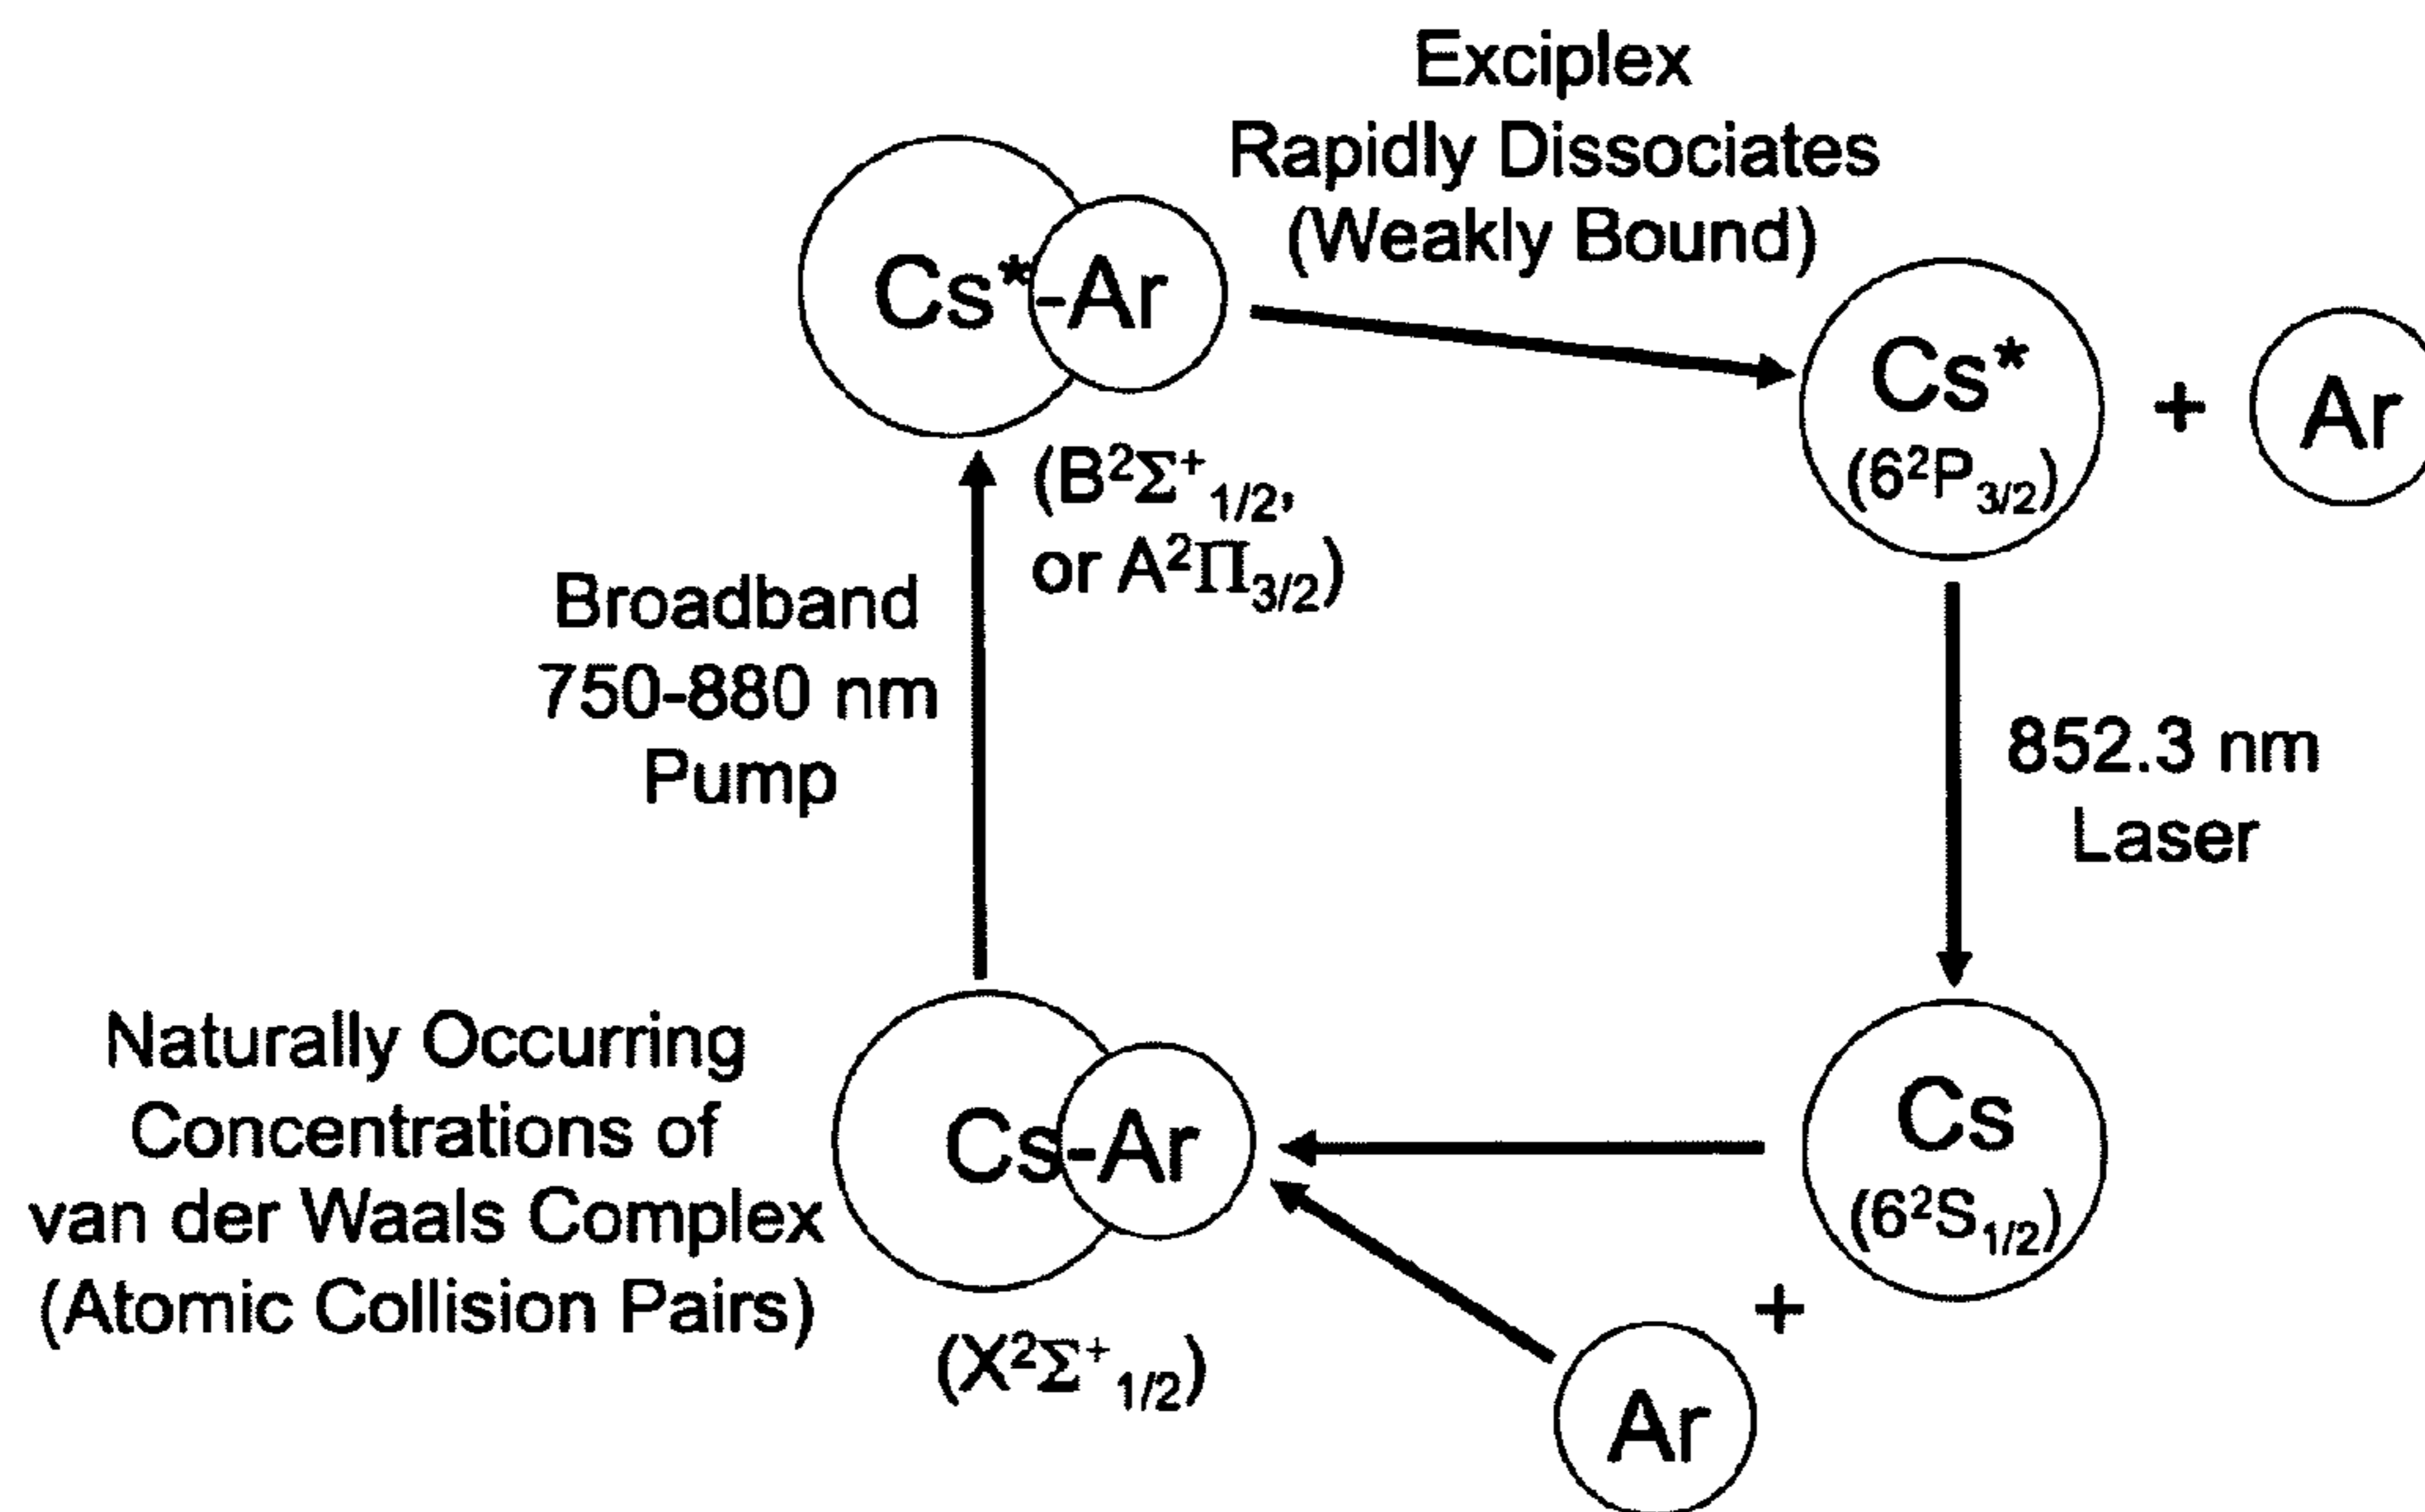 Exciplex
Rapidly Dissociates
(Weakly Bound)
Cs*-Ar
(B²Σ⁺₁/₂,
or A²Π₃/₂)
Cs*
(6²P₃/₂)
+
Ar
Broadband
750-880 nm
Pump
852.3 nm
Laser
Naturally Occurring
Concentrations of
van der Waals Complex
(Atomic Collision Pairs)
Cs-Ar
(X²Σ⁺₁/₂)
Cs
(6²S₁/₂)
+
Ar